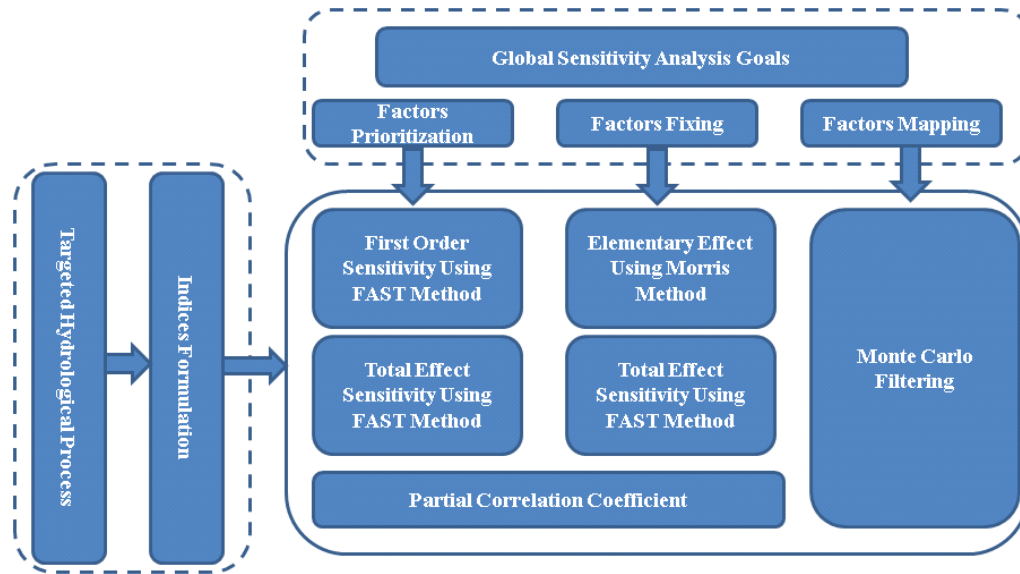 Global Sensitivity Analysis Goals
Factors
Prioritization
Factors Fixing
Factors Mapping
Targeted Hydrological Process
Indices Formulation
First Order
Sensitivity Using
FAST Method
Elementary Effect
Using Morris
Method
Total Effect
Sensitivity Using
FAST Method
Total Effect
Sensitivity Using
FAST Method
Monte Carlo
Filtering
Partial Correlation Coefficient